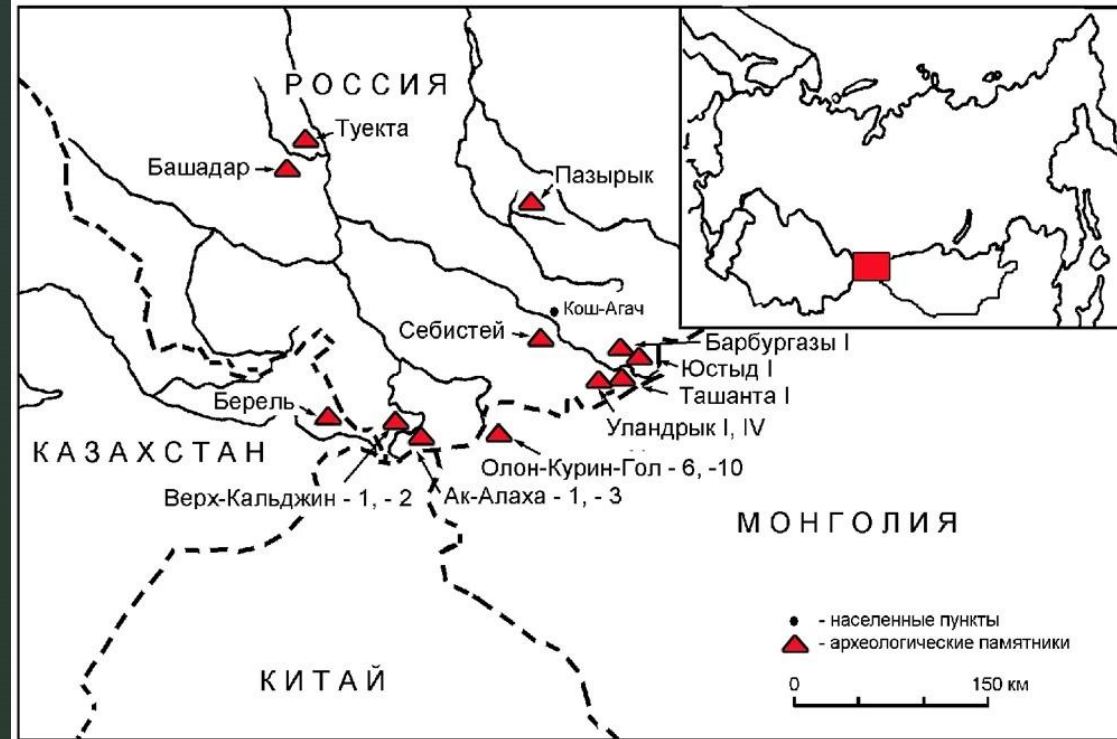 РОССИЯ
Туекта
Башадар
Пазырык
Кош-Агач
Себистей
Барбургазы I
Юстыд I
Ташанта I
Берель
Уландрык I, IV
КАЗАХСТАН
Олон-Курин-Гол - 6, -10
Верх-Кальджин - 1, - 2
Ак-Алаха - 1, - 3
МОНГОЛИЯ
- населенные пункты
- археологические памятники
КИТАЙ
0 150 км